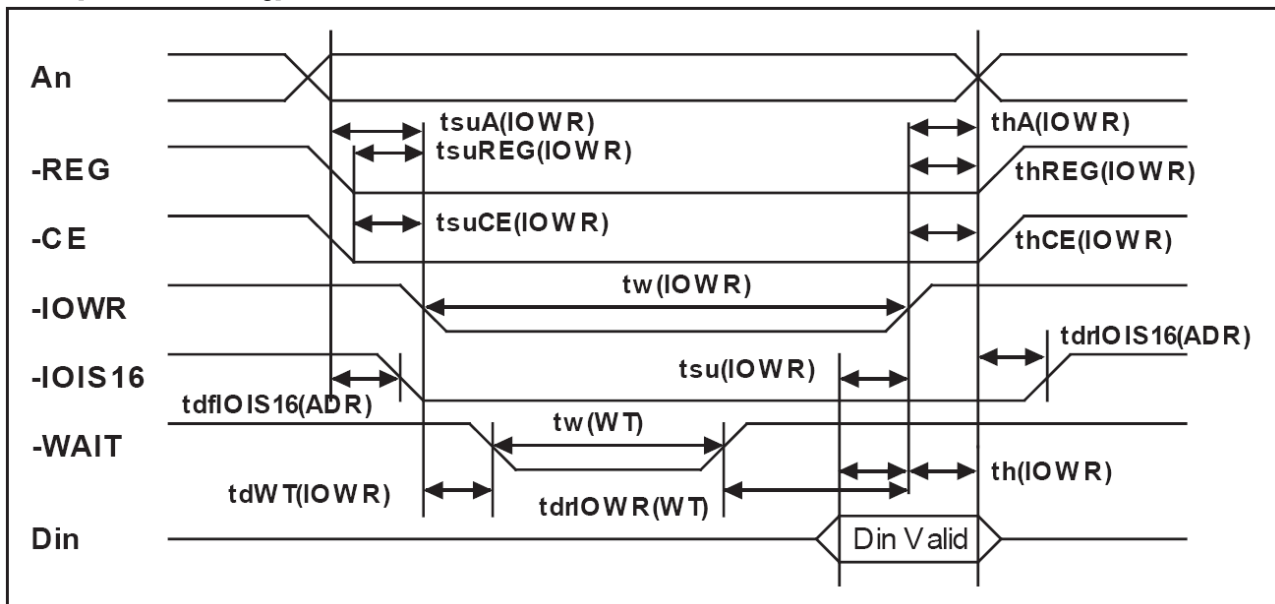 An
tsuA(IOWR)
thA(IOWR)
tsuREG(IOWR)
-REG
thREG(IOWR)
tsuCE(IOWR)
-CE
thCE(IOWR)
tw(IOWR)
-IOWR
tdrIOIS16(ADR)
tsu(IOWR)
-IOIS16
tdfIOIS16(ADR)
tw(WT)
-WAIT
th(IOWR)
tdWT(IOWR)
tdrIOWR(WT)
Din
Din Valid